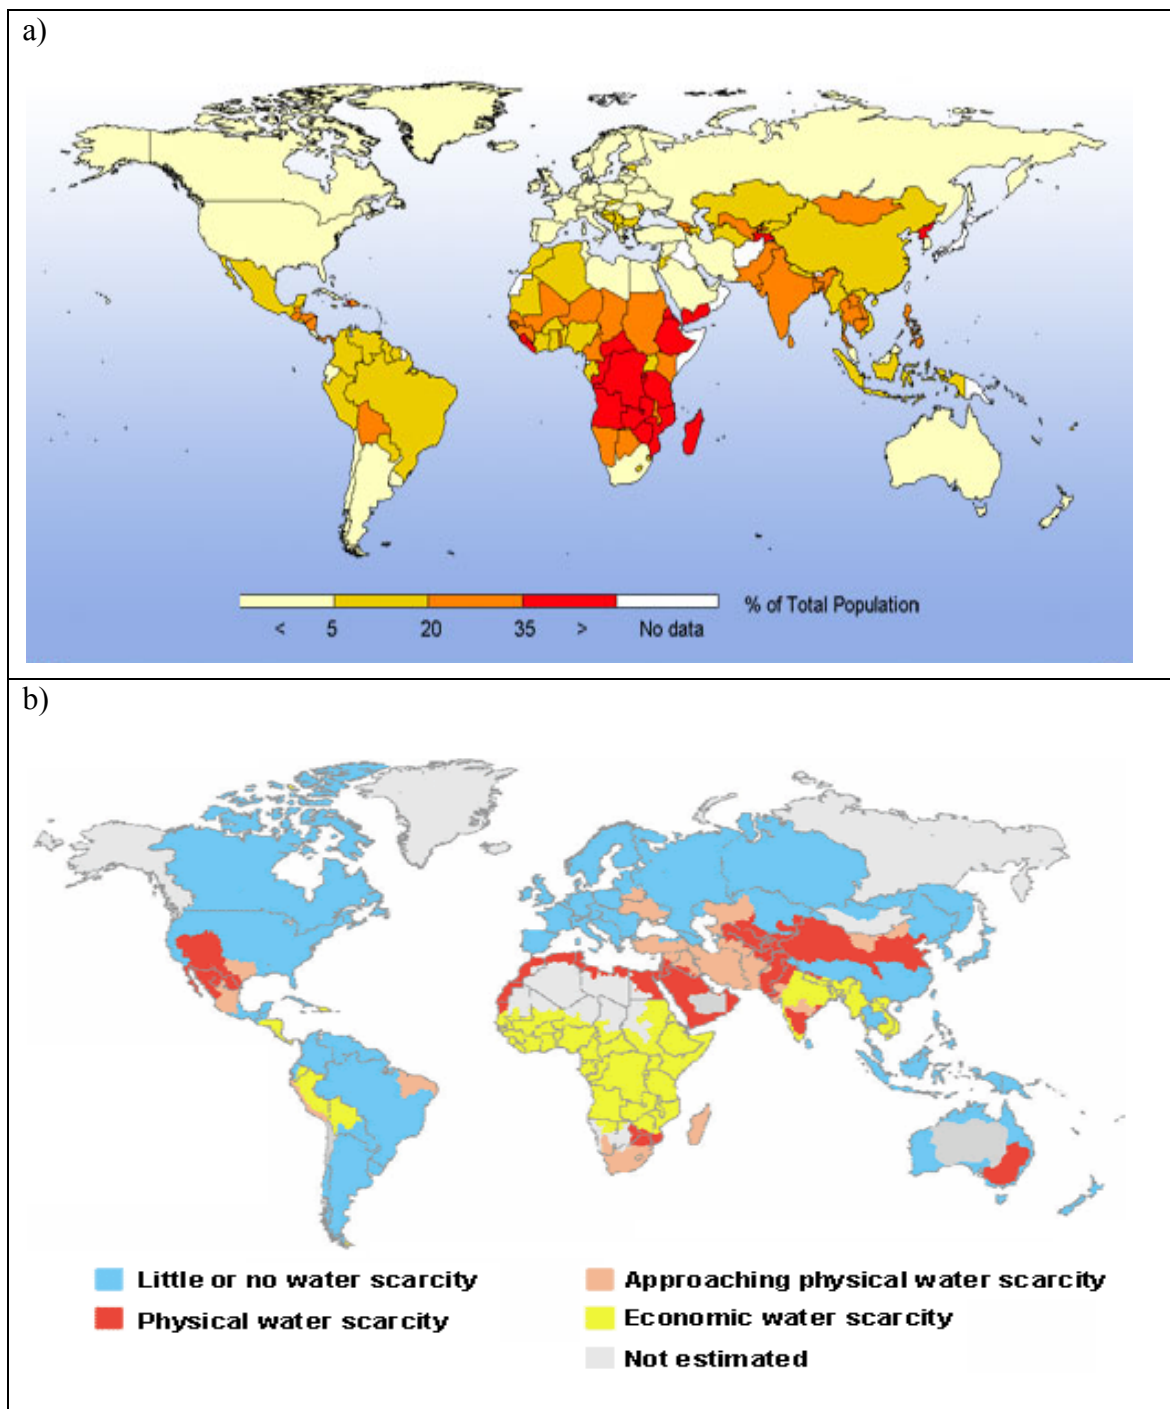 a)
% of Total Population
< 5 20 35 > No data
b)
Little or no water scarcity
Approaching physical water scarcity
Physical water scarcity
Economic water scarcity
Not estimated